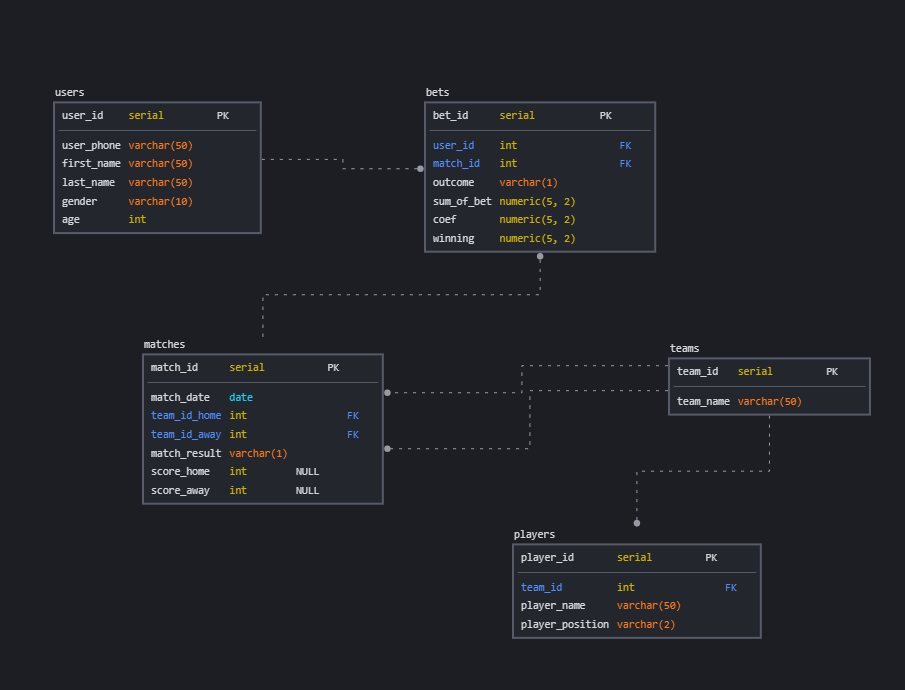 users
user_id serial PK
user_phone varchar(50)
first_name varchar(50)
last_name varchar(50)
gender varchar(10)
age int
bets
bet_id serial PK
user_id int FK
match_id int FK
outcome varchar(1)
sum_of_bet numeric(5, 2)
coef numeric(5, 2)
winning numeric(5, 2)
matches
match_id serial PK
match_date date
team_id_home int FK
team_id_away int FK
match_result varchar(1)
score_home int NULL
score_away int NULL
teams
team_id serial PK
team_name varchar(50)
players
player_id serial PK
team_id int FK
player_name varchar(50)
player_position varchar(2)